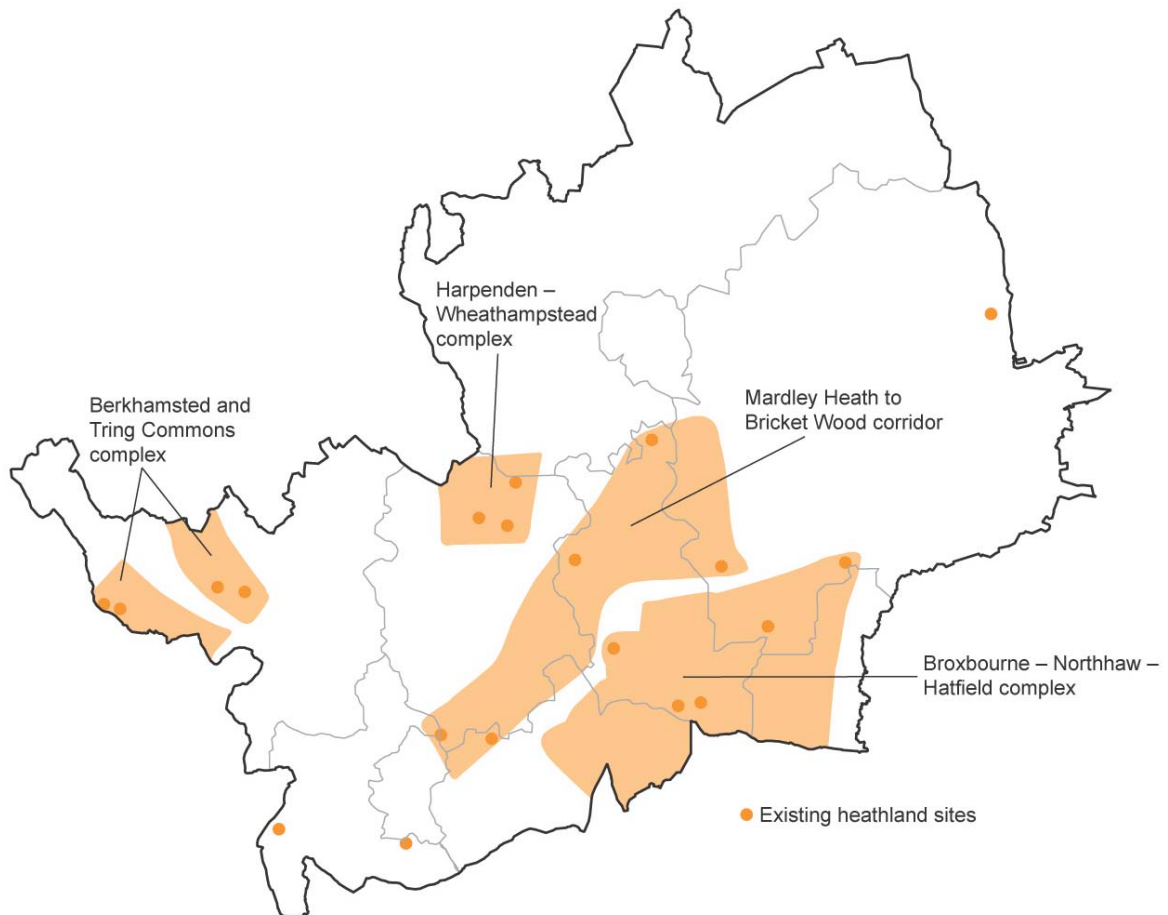 Harpenden –
Wheathampstead
complex
Berkhamsted and
Tring Commons
complex
Mardley Heath to
Bricket Wood corridor
Broxbourne – Northhaw –
Hatfield complex
Existing heathland sites